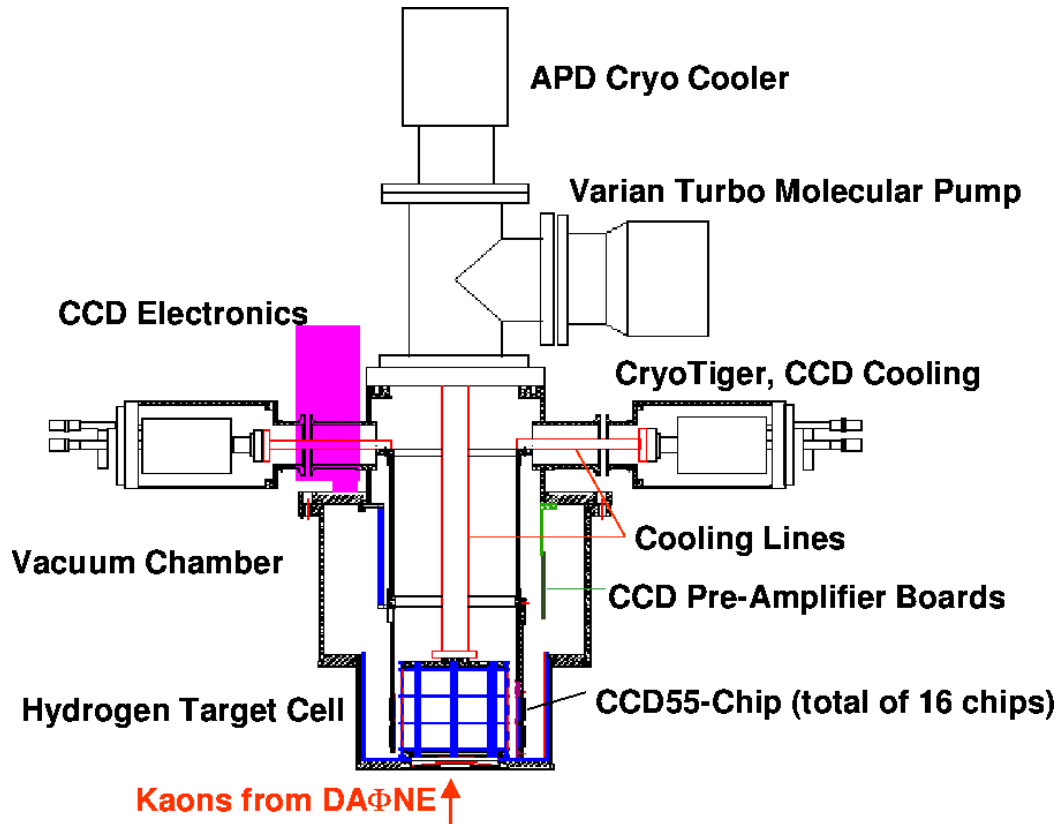 APD Cryo Cooler
Varian Turbo Molecular Pump
CCD Electronics
CryoTiger, CCD Cooling
Cooling Lines
Vacuum Chamber
CCD Pre-Amplifier Boards
Hydrogen Target Cell
CCD55-Chip (total of 16 chips)
Kaons from DAΦNE